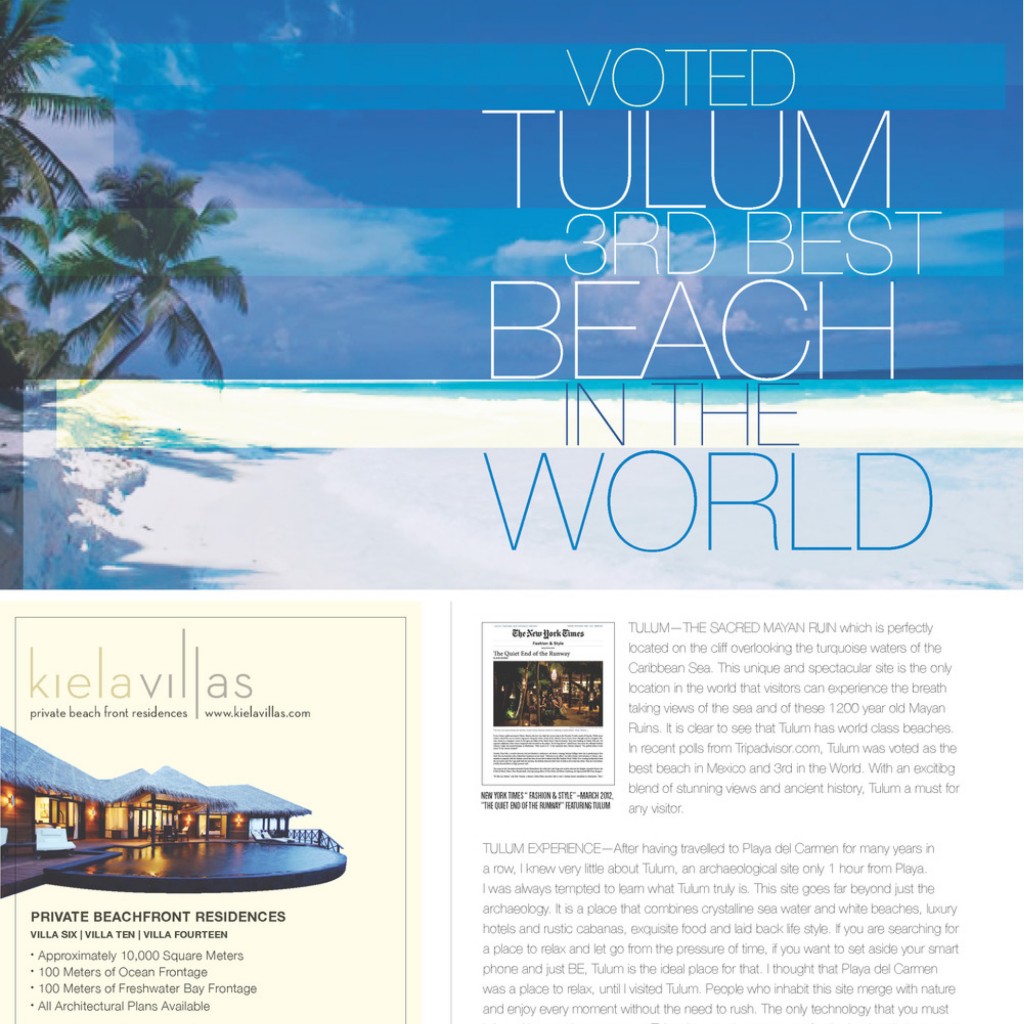 VOTED
TULUM
3RD BEST
BEACH
IN THE
WORLD
kielavillas
private beach front residences | www.kielavillas.com
PRIVATE BEACHFRONT RESIDENCES
VILLA SIX | VILLA TEN | VILLA FOURTEEN
• Approximately 10,000 Square Meters
• 100 Meters of Ocean Frontage
• 100 Meters of Freshwater Bay Frontage
• All Architectural Plans Available
The New York Times
Fashion & Style
The Quiet End of the Runway
NEW YORK TIMES “ FASHION & STYLE” -MARCH 2012,
“THE QUIET END OF THE RUNWAY” FEATURING TULUM
TULUM—THE SACRED MAYAN RUIN which is perfectly
located on the cliff overlooking the turquoise waters of the
Caribbean Sea. This unique and spectacular site is the only
location in the world that visitors can experience the breath
taking views of the sea and of these 1200 year old Mayan
Ruins. It is clear to see that Tulum has world class beaches.
In recent polls from Tripadvisor.com, Tulum was voted as the
best beach in Mexico and 3rd in the World. With an excitibg
blend of stunning views and ancient history, Tulum a must for
any visitor.
TULUM EXPERIENCE—After having travelled to Playa del Carmen for many years in
a row, I knew very little about Tulum, an archaeological site only 1 hour from Playa.
I was always tempted to learn what Tulum truly is. This site goes far beyond just the
archaeology. It is a place that combines crystalline sea water and white beaches, luxury
hotels and rustic cabanas, exquisite food and laid back life style. If you are searching for
a place to relax and let go from the pressure of time, if you want to set aside your smart
phone and just BE, Tulum is the ideal place for that. I thought that Playa del Carmen
was a place to relax, until I visited Tulum. People who inhabit this site merge with nature
and enjoy every moment without the need to rush. The only technology that you must